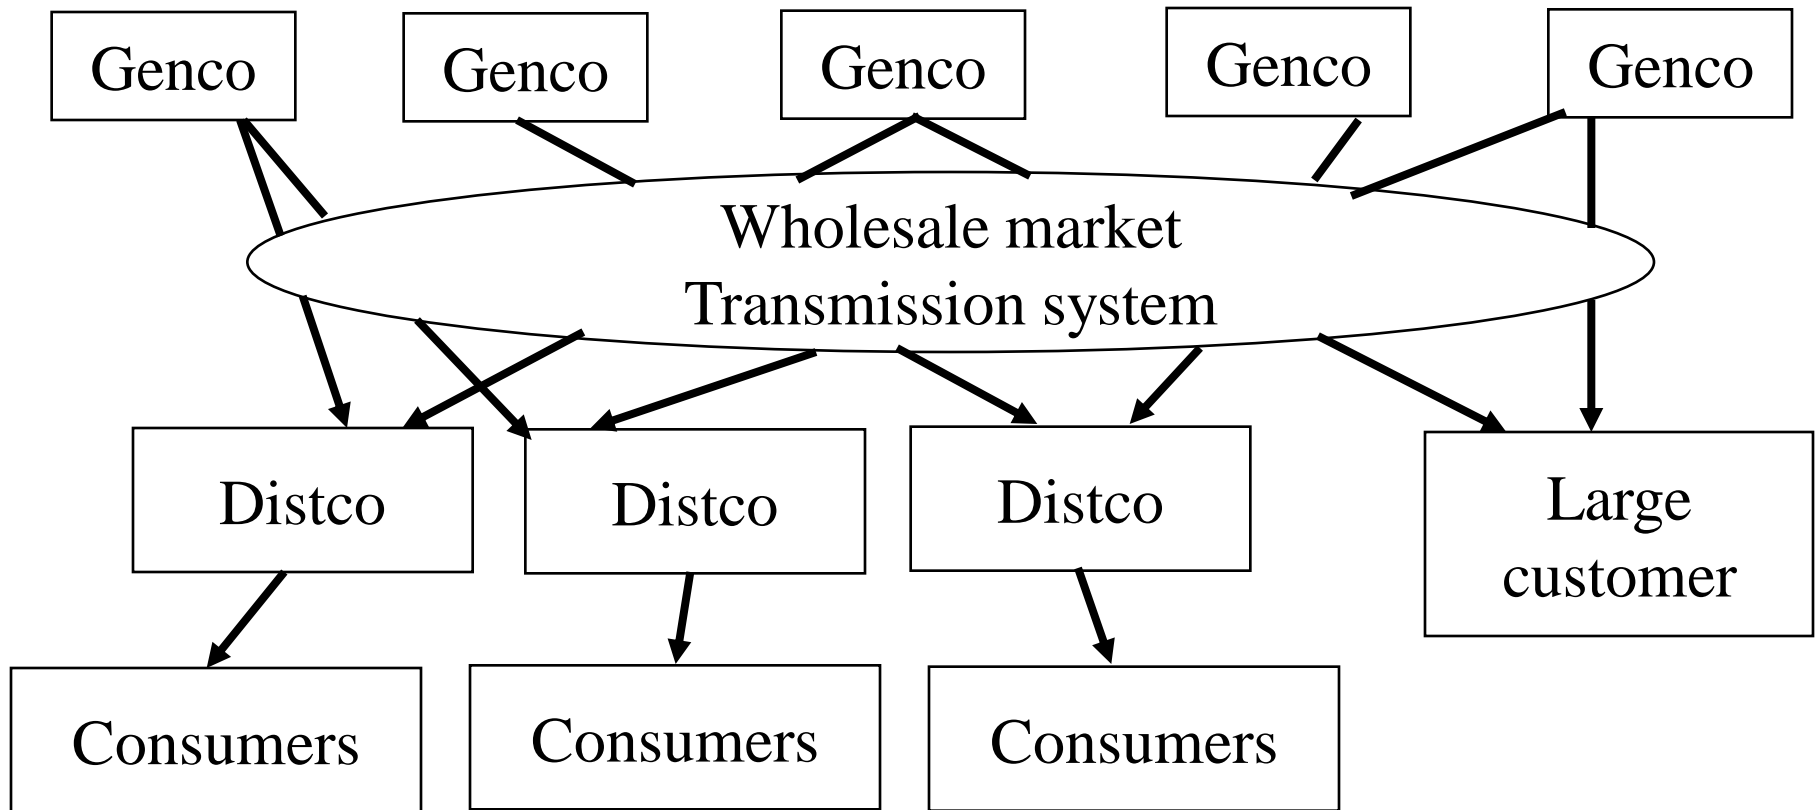 Genco
Genco
Genco
Genco
Genco
Wholesale market
Transmission system
Distco
Distco
Distco
Large
customer
Consumers
Consumers
Consumers